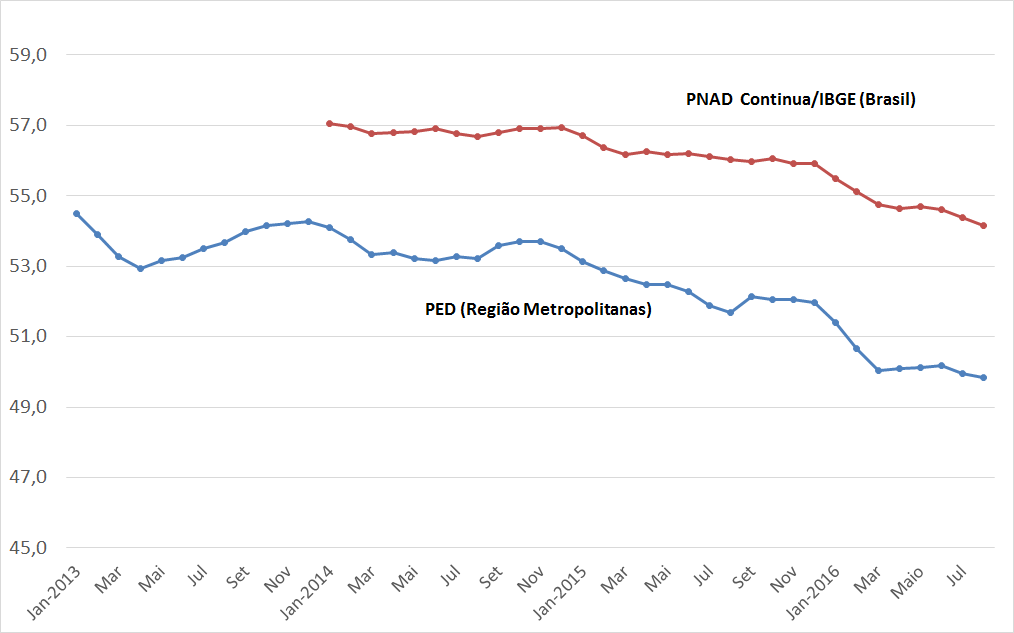 59,0
PNAD Continua/IBGE (Brasil)
57,0
55,0
53,0
PED (Região Metropolitanas)
51,0
49,0
47,0
45,0
Jan-2013 Mar Mai Jul Set Nov Jan-2014 Mar Mai Jul Set Nov Jan-2015 Mar Mai Jul Set Nov Jan-2016 Mar Maio Jul